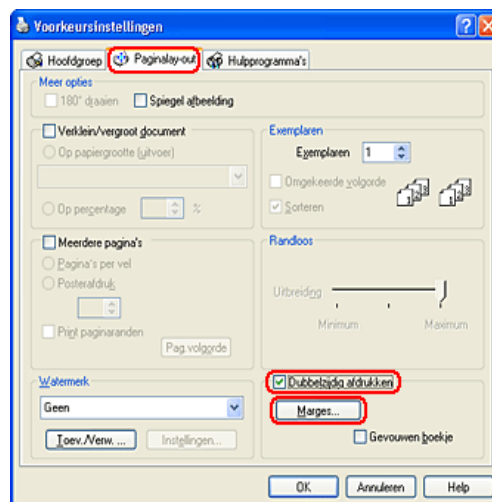 Voorkeursinstellingen
Hoofdgroep Paginalay-out Hulpprogramma's
Meer opties
180° draaien Spiegel afbeelding
Verklein/vergroot document
Op papiergrootte (uitvoer)
Op percentage %
Exemplaren
Exemplaren 1
Omgekeerde volgorde
Sorteren
Meerdere pagina's
Pagina's per vel
Posterafdruk
Print paginaranden
Pag.volgorde
Randloos
Uitbreiding
Minimum Maximum
Watermerk
Geen
Toev./Verw. ... Instellingen...
Dubbelzijdig afdrukken
Marges...
Gevouwen boekje
OK Annuleren Help